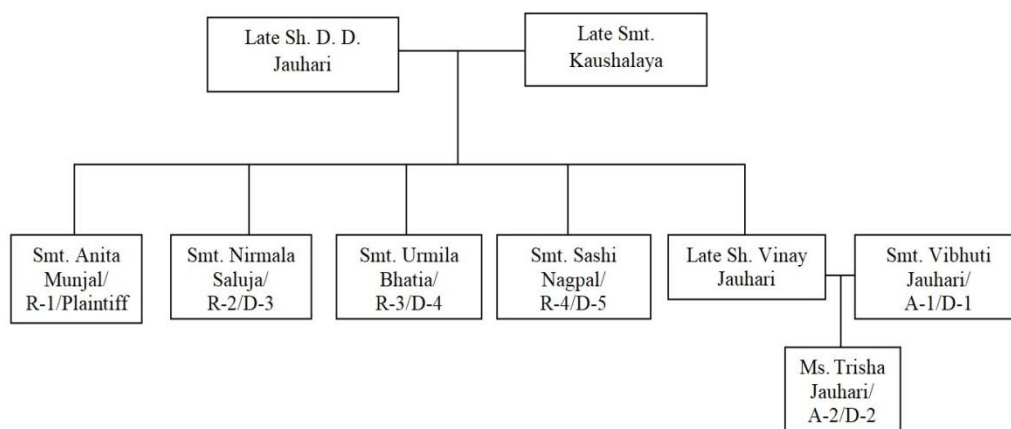 Late Sh. D. D.
Jauhari
Late Smt.
Kaushalaya
Smt. Anita
Munjal/
R-1/Plaintiff
Smt. Nirmala
Saluja/
R-2/D-3
Smt. Urmila
Bhatia/
R-3/D-4
Smt. Sashi
Nagpal/
R-4/D-5
Late Sh. Vinay
Jauhari
Smt. Vibhuti
Jauhari/
A-1/D-1
Ms. Trisha
Jauhari/
A-2/D-2